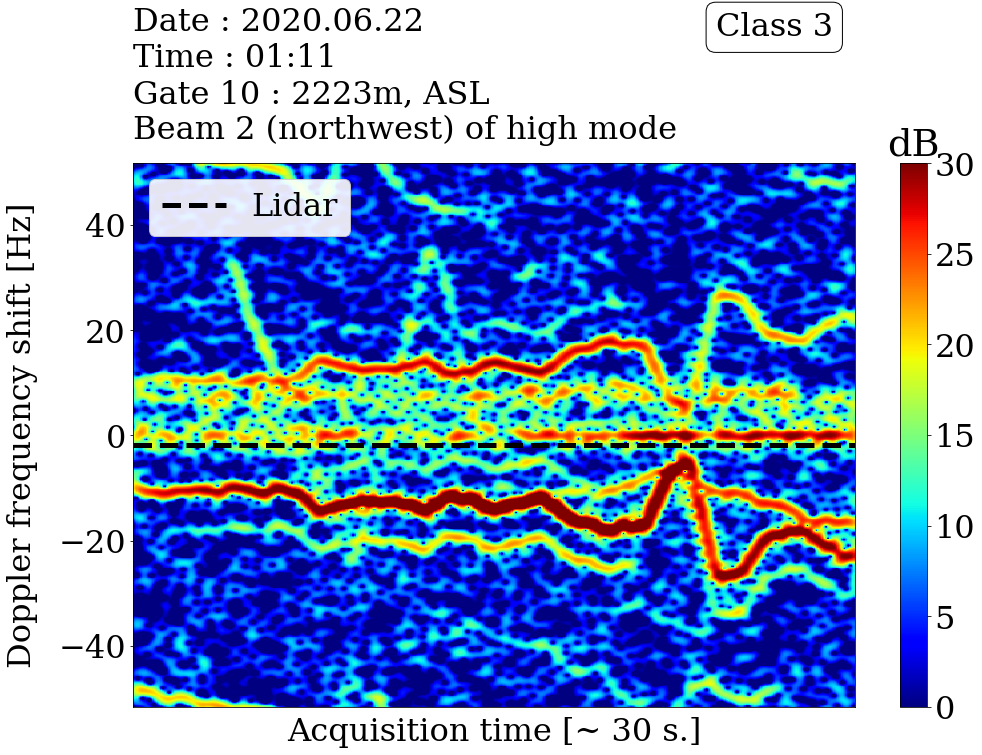 Date : 2020.06.22
Time : 01:11
Gate 10 : 2223m, ASL
Beam 2 (northwest) of high mode
Class 3
dB
Lidar
Doppler frequency shift [Hz]
40
20
0
−20
−40
Acquisition time [~ 30 s.]
30
25
20
15
10
5
0